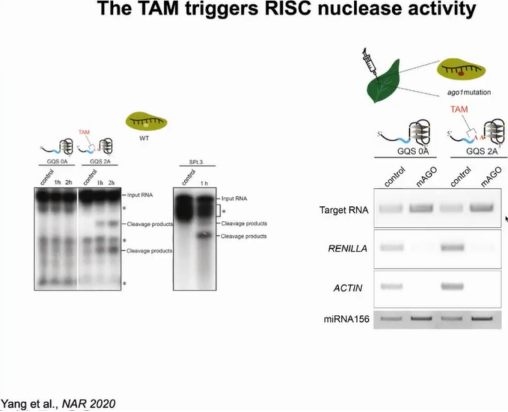 The TAM triggers RISC nuclease activity
TAM
WT
GQS 0A
GQS 2A
SPL3
control
1h
2h
control
1h
2h
control
1 h
Input RNA
*
Cleavage products
*
Cleavage products
*
Input RNA
*
Cleavage products
Cleavage products
ago1 mutation
TAM
GQS 0A
GQS 2A
control
mAGO
control
mAGO
Target RNA
RENILLA
ACTIN
miRNA156
Yang et al., NAR 2020